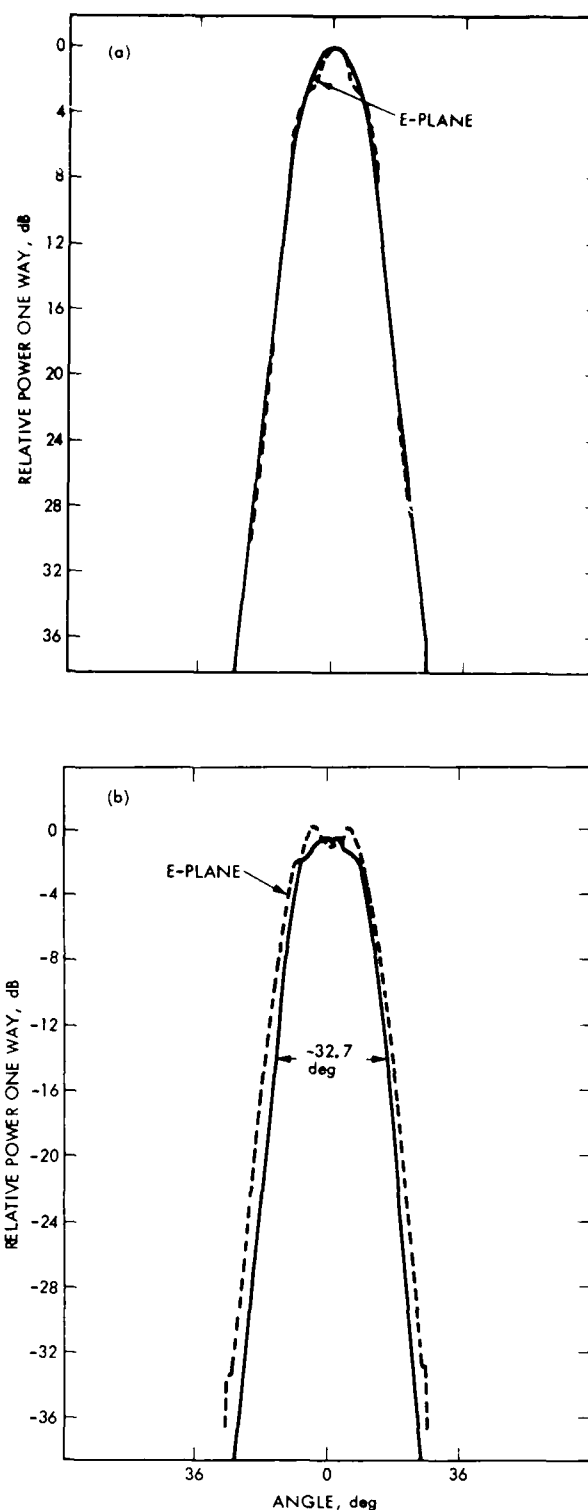 (a)
0
4
8
12
16
20
24
28
32
36
RELATIVE POWER ONE WAY, dB
E-PLANE
(b)
0
-4
-8
-12
-16
-20
-24
-28
-32
-36
RELATIVE POWER ONE WAY, dB
E-PLANE
-32.7
deg
36 0 36
ANGLE, deg